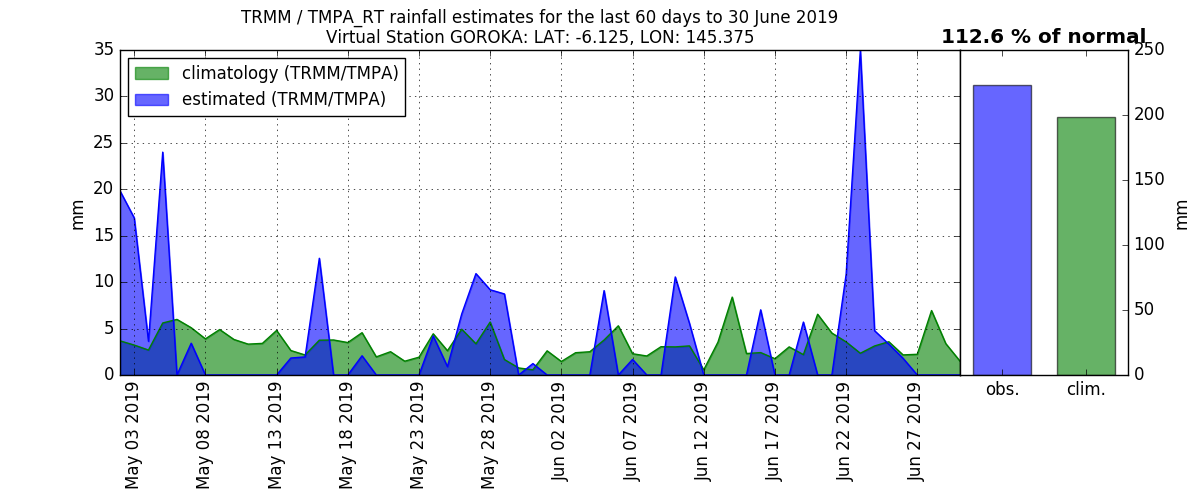 TRMM / TMPA_RT rainfall estimates for the last 60 days to 30 June 2019
Virtual Station GOROKA: LAT: -6.125, LON: 145.375
112.6 % of normal
climatology (TRMM/TMPA)
estimated (TRMM/TMPA)
35
30
25
20
15
10
5
0
mm
May 03 2019
May 08 2019
May 13 2019
May 18 2019
May 23 2019
May 28 2019
Jun 02 2019
Jun 07 2019
Jun 12 2019
Jun 17 2019
Jun 22 2019
Jun 27 2019
obs.
clim.
250
200
150
100
50
0
mm